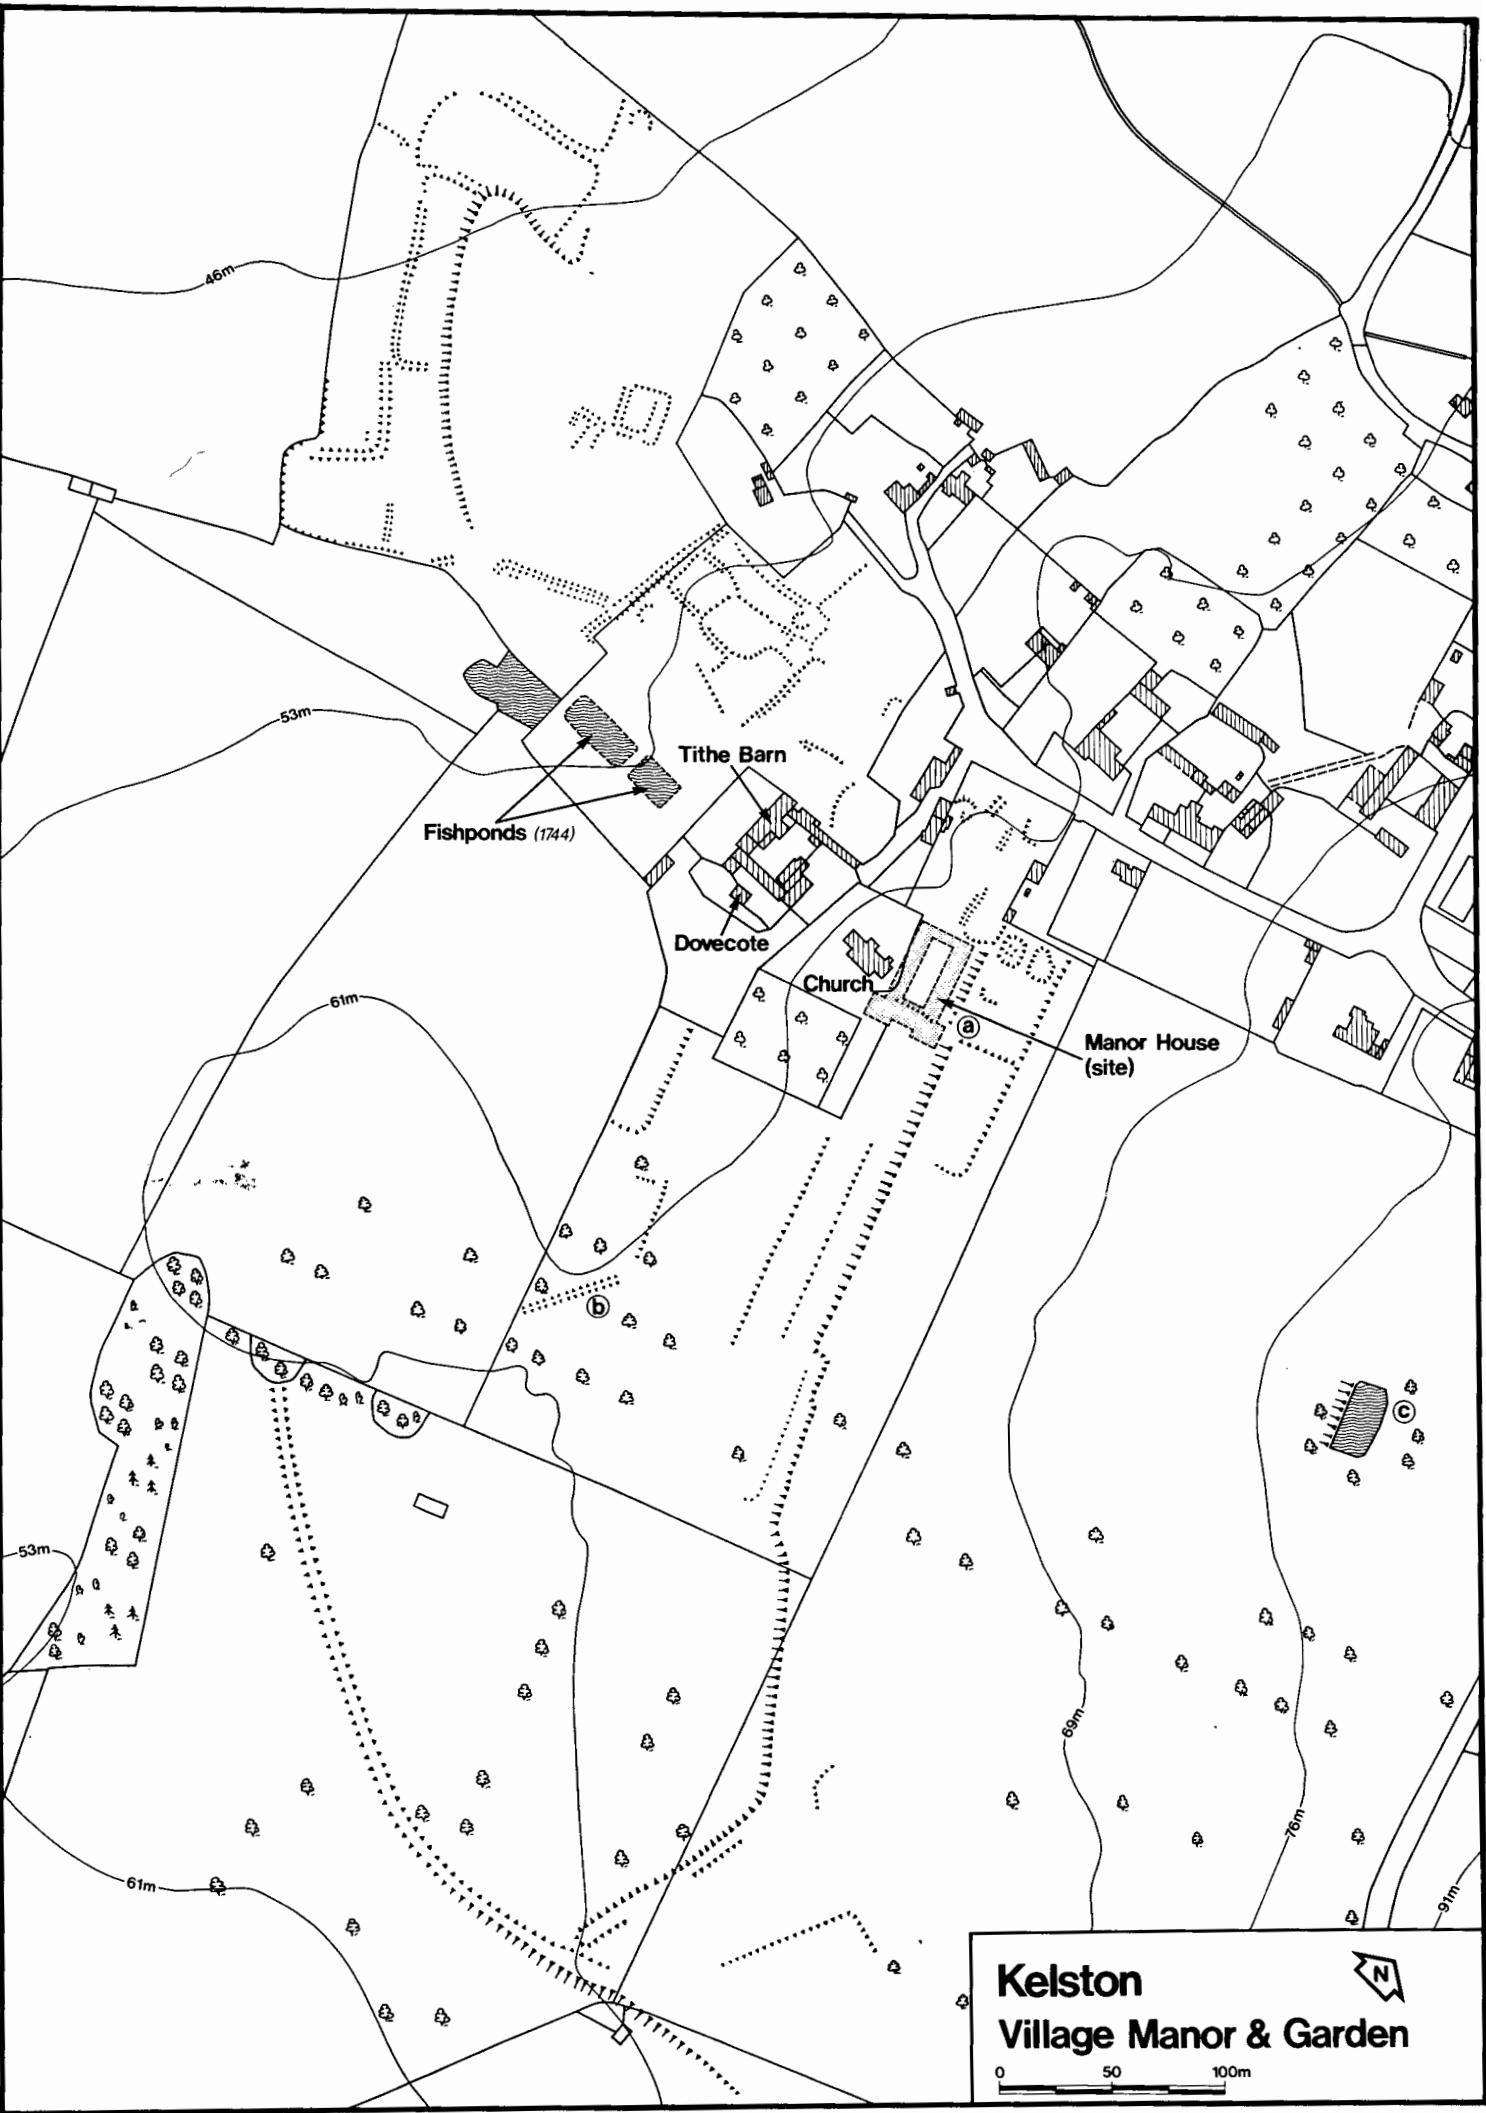 46m
53m
Tithe Barn
Fishponds (1744)
Dovecote
Church
a
Manor House
(site)
61m
b
c
53m
69m
76m
61m
91m
N
Kelston
Village Manor & Garden
0 50 100m